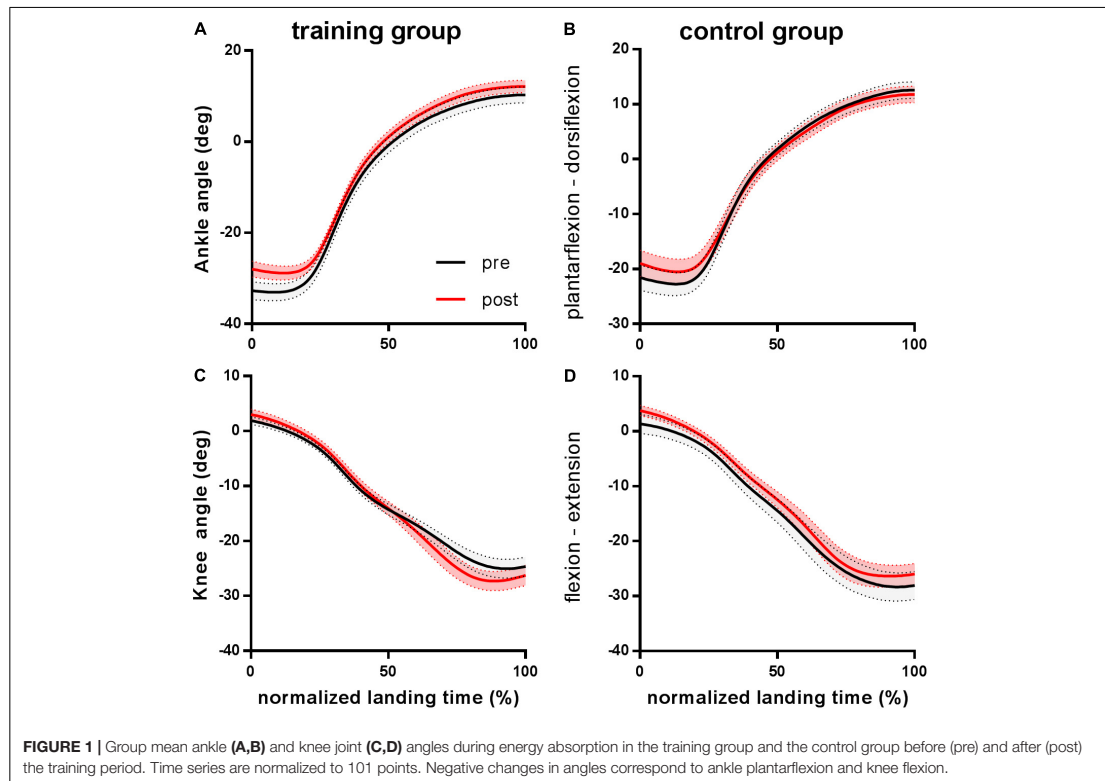 training group
control group
A
B
20
0
-20
-40
Ankle angle (deg)
pre
post
0
50
100
20
10
0
-10
-20
-30
plantarflexion - dorsiflexion
0
50
100
C
D
10
0
-10
-20
-30
-40
Knee angle (deg)
0
50
100
normalized landing time (%)
10
0
-10
-20
-30
-40
flexion - extension
0
50
100
normalized landing time (%)
FIGURE 1 | Group mean ankle (A,B) and knee joint (C,D) angles during energy absorption in the training group and the control group before (pre) and after (post)
the training period. Time series are normalized to 101 points. Negative changes in angles correspond to ankle plantarflexion and knee flexion.